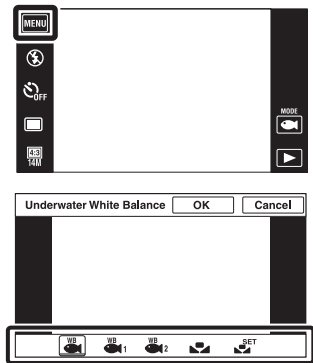 MENU
OFF
MODE
4:3
14M
Underwater White Balance OK Cancel
WB WB 1 WB 2 SET